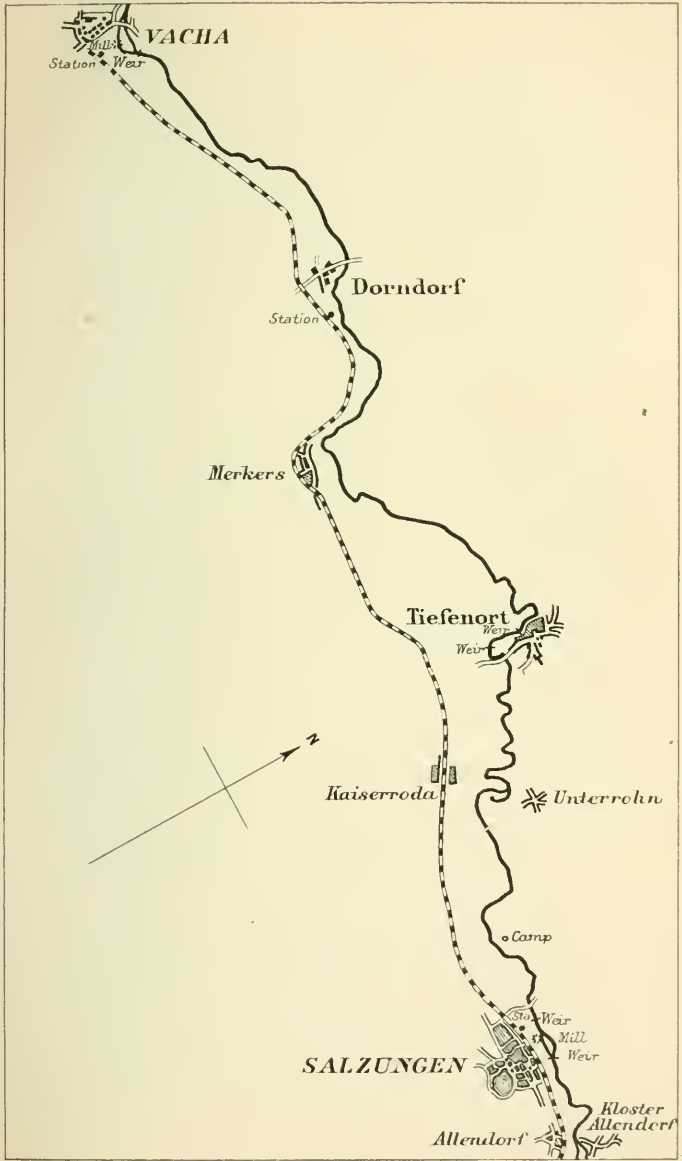 VACHA
Mill
Station Weir
Dorndorf
Station
Merkers
Tiefenort
Weir
Weir
N
Kaiserroda
Unterrohn
Camp
Sta. Weir
Mill
SALZUNGEN
Weir
Kloster
Allendorf
Allendorf